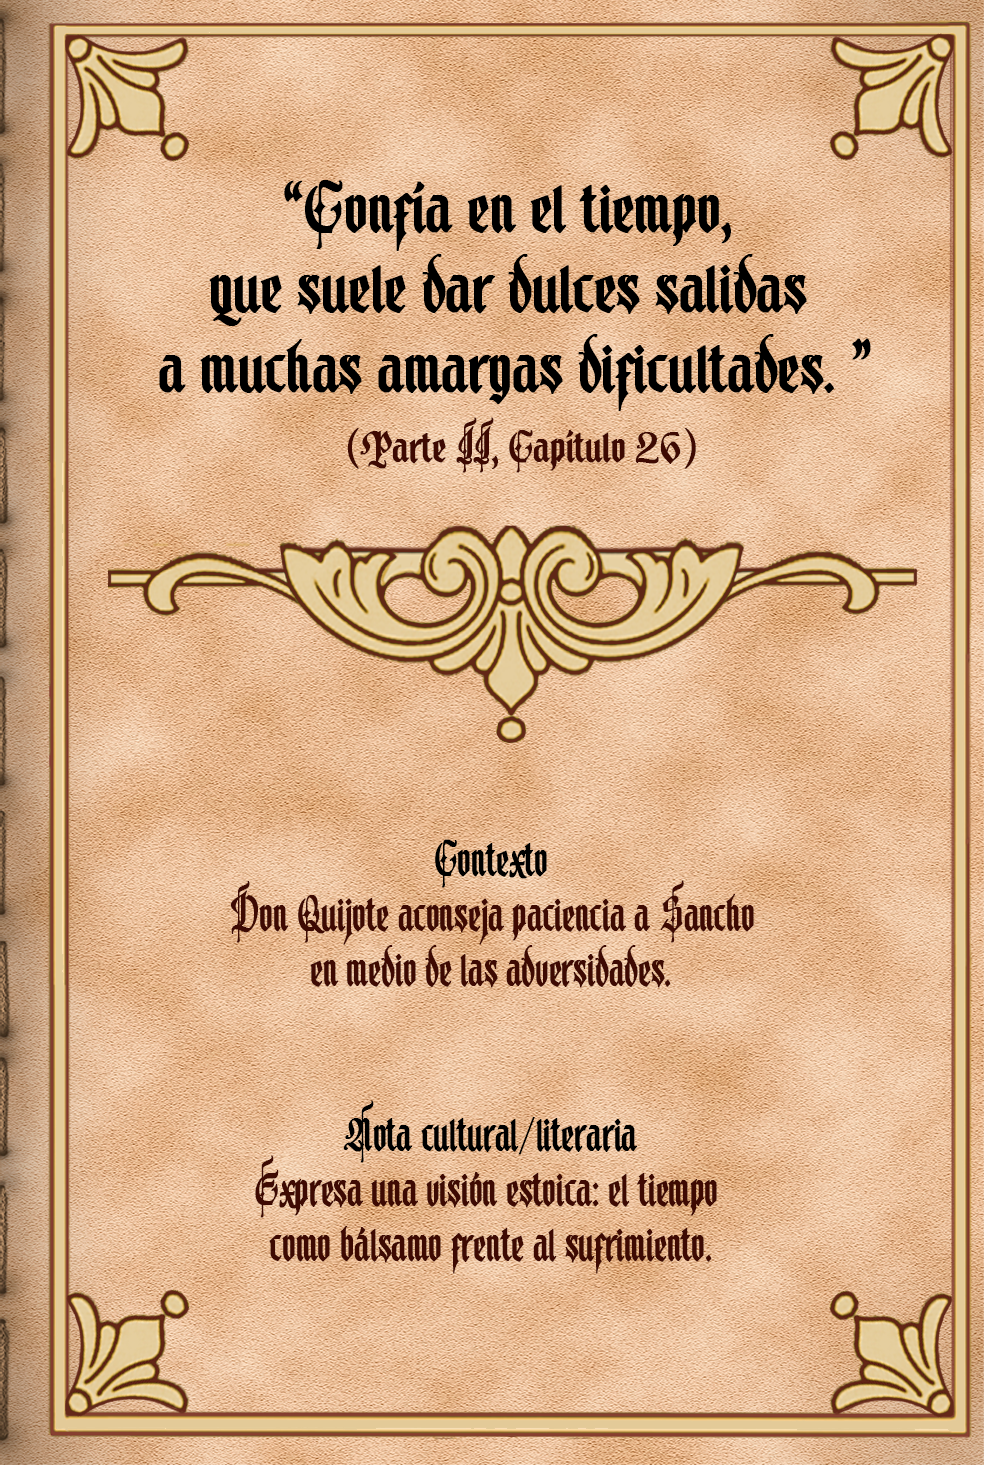 “Confía en el tiempo,
que suele dar dulces salidas
a muchas amargas dificultades. ”
(Parte II, Capítulo 26)
Contexto
Don Quijote aconseja paciencia a Sancho
en medio de las adversidades.
Nota cultural/literaria
Expresa una visión estoica: el tiempo
como bálsamo frente al sufrimiento.